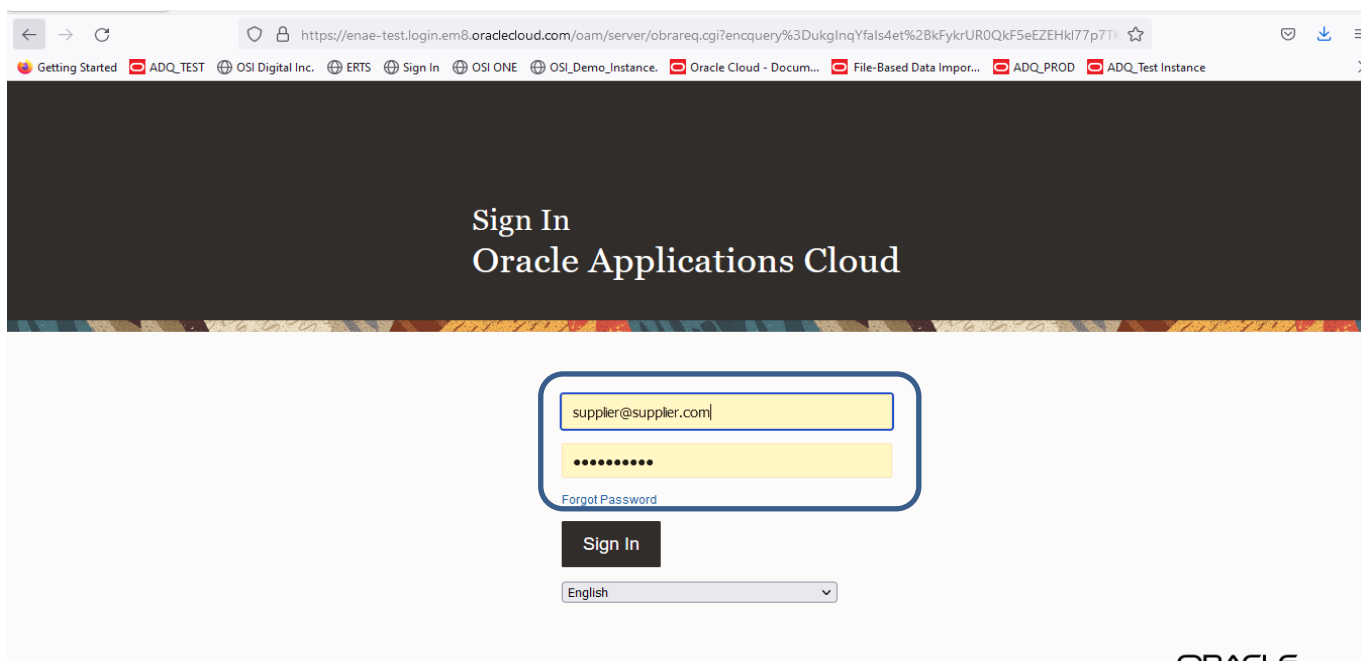 https://enae-test.login.em8.oraclecloud.com/oam/server/obrareq.cgi?encquery%3DukgInqYfaIs4et%2BkFykrUR0QkF5eEZEHkl77p7TK
Getting Started ADQ_TEST OSI Digital Inc. ERTS Sign In OSI ONE OSI_Demo_Instance. Oracle Cloud - Docum... File-Based Data Impor... ADQ_PROD ADQ_Test Instance
Sign In
Oracle Applications Cloud
supplier@supplier.com
••••••••••
Forgot Password
Sign In
English
ORACLE